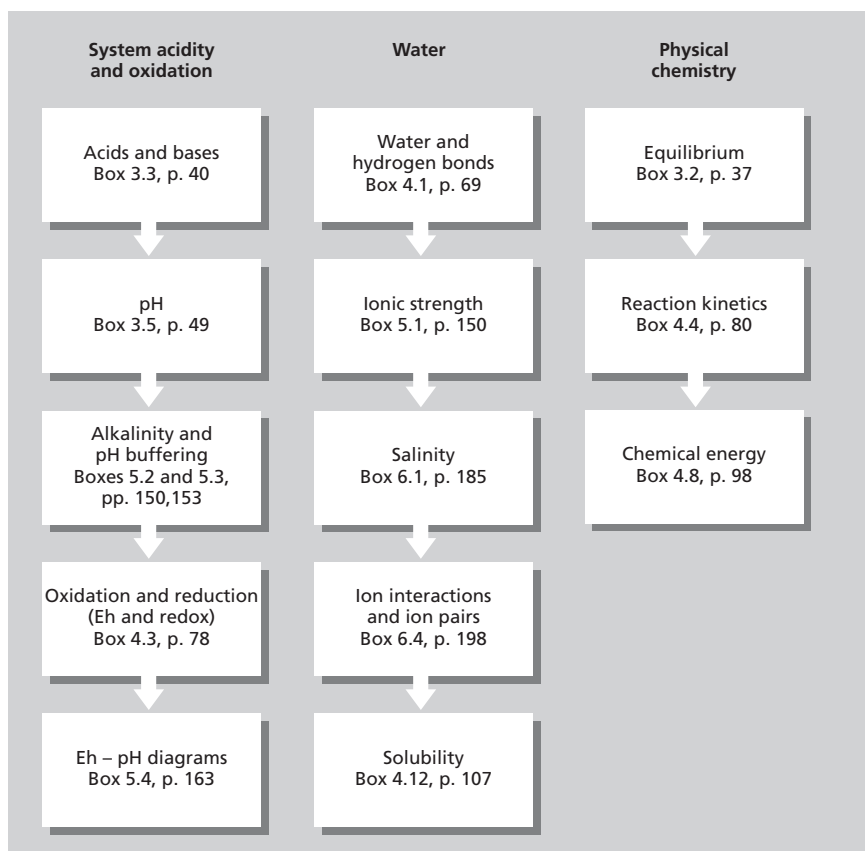 System acidity
and oxidation
Acids and bases
Box 3.3, p. 40
pH
Box 3.5, p. 49
Alkalinity and
pH buffering
Boxes 5.2 and 5.3,
pp. 150,153
Oxidation and reduction
(Eh and redox)
Box 4.3, p. 78
Eh – pH diagrams
Box 5.4, p. 163
Water
Water and
hydrogen bonds
Box 4.1, p. 69
Ionic strength
Box 5.1, p. 150
Salinity
Box 6.1, p. 185
Ion interactions
and ion pairs
Box 6.4, p. 198
Solubility
Box 4.12, p. 107
Physical
chemistry
Equilibrium
Box 3.2, p. 37
Reaction kinetics
Box 4.4, p. 80
Chemical energy
Box 4.8, p. 98